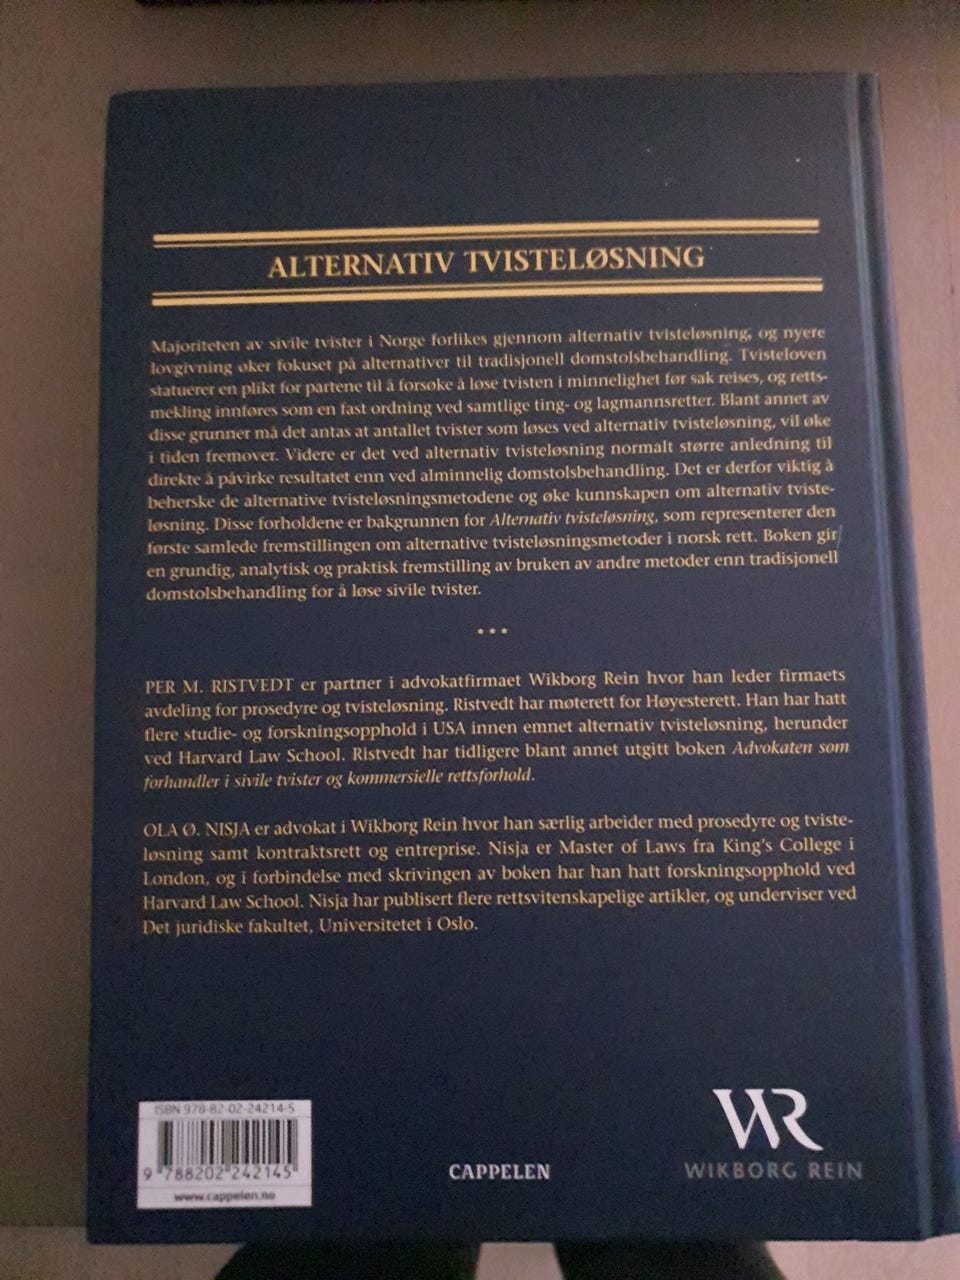 ALTERNATIV TVISTELØSNING
Majoriteten av sivile tvister i Norge forlikes gjennom alternativ tvisteløsning, og nyere
lovgivning øker fokuset på alternativer til tradisjonell domstolsbehandling. Tvisteloven
statuerer en plikt for partene til å forsøke å løse tvisten i minnelighet før sak reises, og retts-
mekling innføres som en fast ordning ved samtlige ting- og lagmannsretter. Blant annet av
disse grunner må det antas at antallet tvister som løses ved alternativ tvisteløsning, vil øke
i tiden fremover. Videre er det ved alternativ tvisteløsning normalt større anledning til
direkte å påvirke resultatet enn ved alminnelig domstolsbehandling. Det er derfor viktig å
beherske de alternative tvisteløsningsmetodene og øke kunnskapen om alternativ tviste-
løsning. Disse forholdene er bakgrunnen for Alternativ tvisteløsning, som representerer den
første samlede fremstillingen om alternative tvisteløsningsmetoder i norsk rett. Boken gir
en grundig, analytisk og praktisk fremstilling av bruken av andre metoder enn tradisjonell
domstolsbehandling for å løse sivile tvister.
* * *
PER M. RISTVEDT er partner i advokatfirmaet Wikborg Rein hvor han leder firmaets
avdeling for prosedyre og tvisteløsning. Ristvedt har møterett for Høyesterett. Han har hatt
flere studie- og forskningsopphold i USA innen emnet alternativ tvisteløsning, herunder
ved Harvard Law School. Ristvedt har tidligere blant annet utgitt boken Advokaten som
forhandler i sivile tvister og kommersielle rettsforhold.
OLA Ø. NISJA er advokat i Wikborg Rein hvor han særlig arbeider med prosedyre og tviste-
løsning samt kontraktsrett og entreprise. Nisja er Master of Laws fra King's College i
London, og i forbindelse med skrivingen av boken har han hatt forskningsopphold ved
Harvard Law School. Nisja har publisert flere rettsvitenskapelige artikler, og underviser ved
Det juridiske fakultet, Universitetet i Oslo.
ISBN 978-82-02-24214-5
9 788202 242145
www.cappelen.no
CAPPELEN
WR
WIKBORG REIN